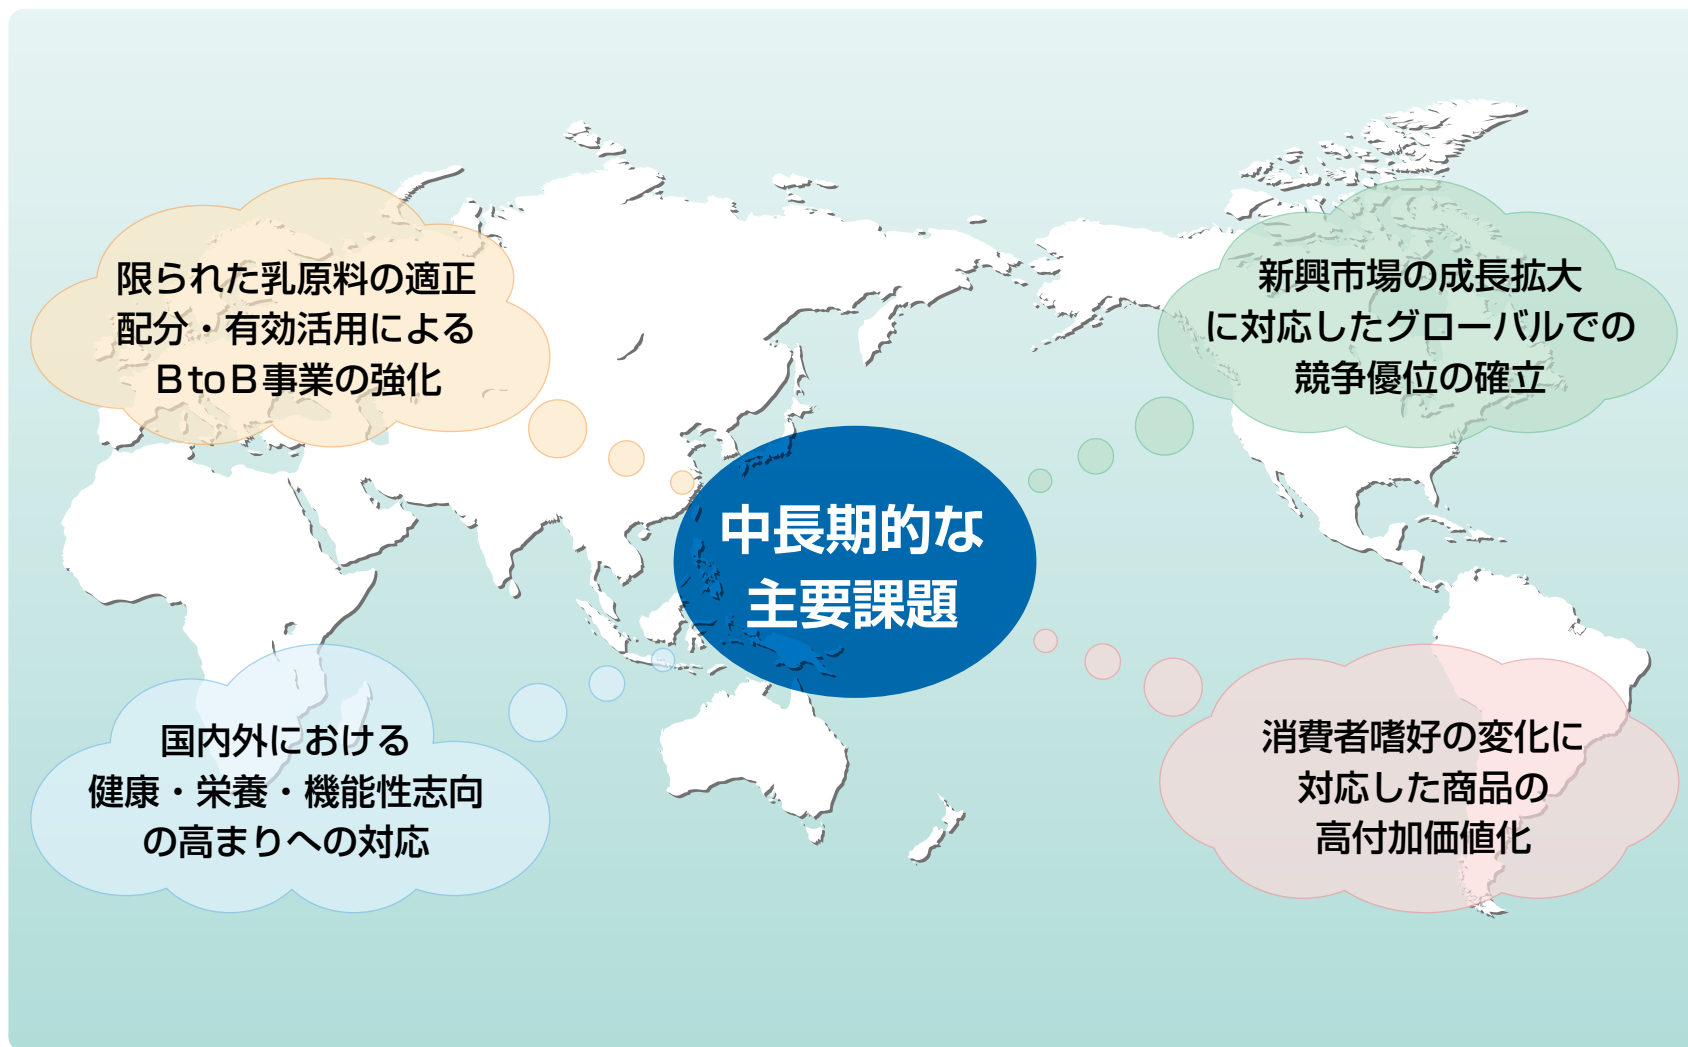 限られた乳原料の適正
配分・有効活用による
BtoB事業の強化
新興市場の成長拡大
に対応したグローバルでの
競争優位の確立
中長期的な
主要課題
国内外における
健康・栄養・機能性志向
の高まりへの対応
消費者嗜好の変化に
対応した商品の
高付加価値化